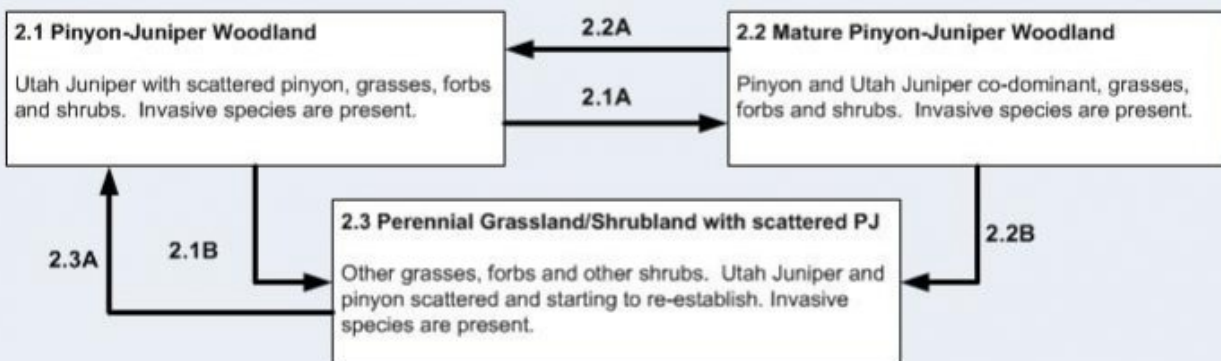 2.1 Pinyon-Juniper Woodland
Utah Juniper with scattered pinyon, grasses, forbs
and shrubs. Invasive species are present.
2.2A
2.1A
2.2 Mature Pinyon-Juniper Woodland
Pinyon and Utah Juniper co-dominant, grasses,
forbs and shrubs. Invasive species are present.
2.3A
2.1B
2.3 Perennial Grassland/Shrubland with scattered PJ
Other grasses, forbs and other shrubs. Utah Juniper and
pinyon scattered and starting to re-establish. Invasive
species are present.
2.2B